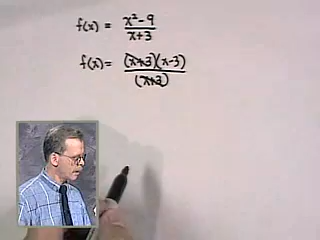 f(x) = x² - 9 / x + 3
f(x) = (x+3)(x-3) / (x+3)